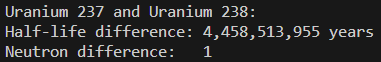 Uranium 237 and Uranium 238:
Half-life difference: 4,458,513,955 years
Neutron difference:   1